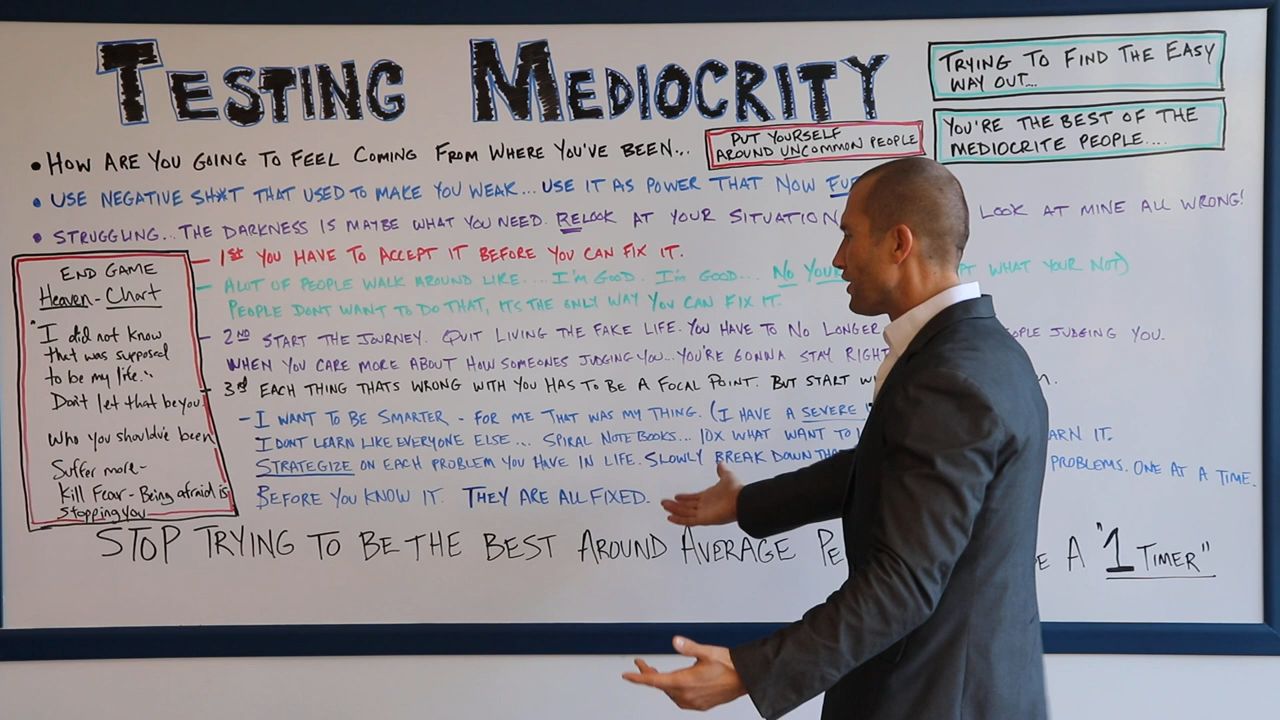 TESTING MEDIOCRITY
TRYING TO FIND THE EASY
WAY OUT...
YOU'RE THE BEST OF THE
MEDIOCRITE PEOPLE....
PUT YOURSELF
AROUND UNCOMMON PEOPLE
• HOW ARE YOU GOING TO FEEL COMING FROM WHERE YOU'VE BEEN...
• USE NEGATIVE SH*T THAT USED TO MAKE YOU WEAK... USE IT AS POWER THAT NOW
• STRUGGLING... THE DARKNESS IS MAYBE WHAT YOU NEED. RELOOK AT YOUR SITUATION LOOK AT MINE ALL WRONG!
- 1st YOU HAVE TO ACCEPT IT BEFORE YOU CAN FIX IT.
- ALOT OF PEOPLE WALK AROUND LIKE.... I'M GOOD. I'M GOOD... NO WHAT YOUR NOT)
PEOPLE DONT WANT TO DO THAT, ITS THE ONLY WAY YOU CAN FIX IT.
- 2ND START THE JOURNEY. QUIT LIVING THE FAKE LIFE. YOU HAVE TO NO LONGER JUDGING YOU.
WHEN YOU CARE MORE ABOUT HOW SOMEONES JUDGING YOU... YOU'RE GONNA STAY RIGHT
- 3rd EACH THING THATS WRONG WITH YOU HAS TO BE A FOCAL POINT. BUT START
- I WANT TO BE SMARTER - FOR ME THAT WAS MY THING. (I HAVE A SEVERE
I DONT LEARN LIKE EVERYONE ELSE... SPIRAL NOTEBOOKS... 10X WHAT WANT TO IT.
STRATEGIZE ON EACH PROBLEM YOU HAVE IN LIFE. SLOWLY BREAK DOWN PROBLEMS. ONE AT A TIME.
BEFORE YOU KNOW IT. THEY ARE ALL FIXED.
END GAME
Heaven - Chart
"I did not know
that was supposed
to be my life."
Don't let that be you.
Who you should've been
Suffer more -
Kill Fear - Being afraid is
stopping you
STOP TRYING TO BE THE BEST AROUND AVERAGE A "1 TIMER"